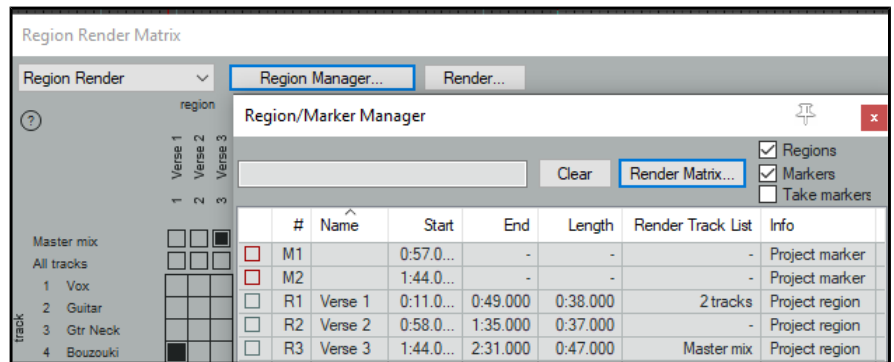 Region Render Matrix
Region Render
Region Manager...
Render...
?
region
Verse 1
Verse 2
Verse 3
1
2
3
Master mix
All tracks
track
1 Vox
2 Guitar
3 Gtr Neck
4 Bouzouki
Region/Marker Manager
x
Clear
Render Matrix...
Regions
Markers
Take markers
# Name Start End Length Render Track List Info
M1 0:57.0... - - - Project marker
M2 1:44.0... - - - Project marker
R1 Verse 1 0:11.0... 0:49.000 0:38.000 2 tracks Project region
R2 Verse 2 0:58.0... 1:35.000 0:37.000 - Project region
R3 Verse 3 1:44.0... 2:31.000 0:47.000 Master mix Project region